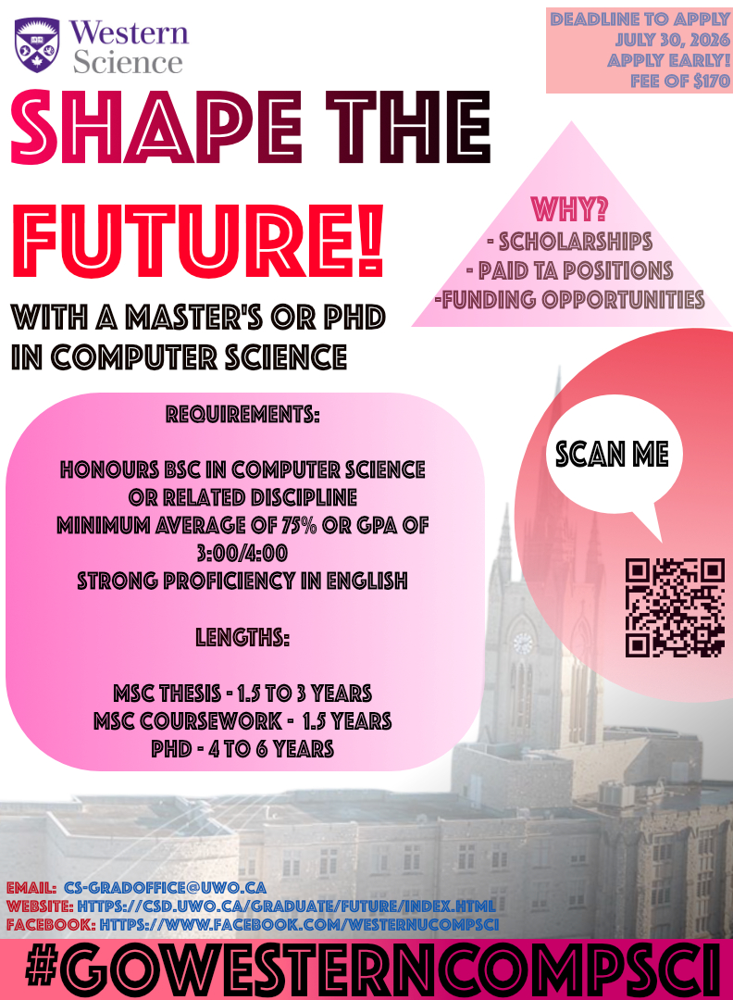 Western
Science
DEADLINE TO APPLY
JULY 30, 2026
APPLY EARLY!
FEE OF $170
SHAPE THE
FUTURE!
WITH A MASTER'S OR PHD
IN COMPUTER SCIENCE
WHY?
- SCHOLARSHIPS
- PAID TA POSITIONS
-FUNDING OPPORTUNITIES
REQUIREMENTS:
HONOURS BSC IN COMPUTER SCIENCE
OR RELATED DISCIPLINE
MINIMUM AVERAGE OF 75% OR GPA OF
3:00/4:00
STRONG PROFICIENCY IN ENGLISH
LENGTHS:
MSC THESIS - 1.5 TO 3 YEARS
MSC COURSEWORK - 1.5 YEARS
PHD - 4 TO 6 YEARS
SCAN ME
EMAIL: CS-GRADOFFICE@UWO.CA
WEBSITE: HTTPS://CSD.UWO.CA/GRADUATE/FUTURE/INDEX.HTML
FACEBOOK: HTTPS://WWW.FACEBOOK.COM/WESTERNUCOMPSCI
#GOWESTERNCOMPSCI